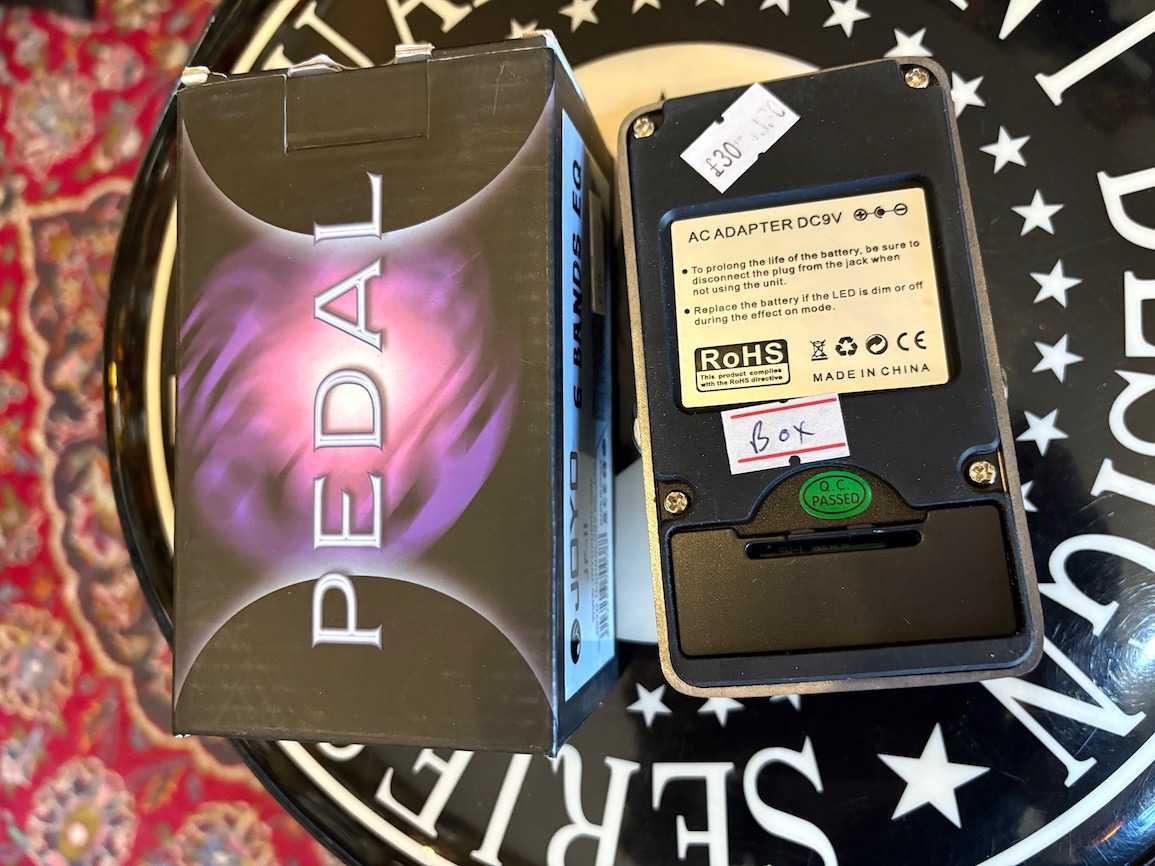 PEDAL
6 BANDS EQ
JOYO
£30
AC ADAPTER DC9V
• To prolong the life of the battery, be sure to
disconnect the plug from the jack when
not using the unit.
• Replace the battery if the LED is dim or off
during the effect on mode.
RoHS
This product complies
with the RoHS directive
CE
MADE IN CHINA
Box
Q.C.
PASSED
DESIGN
SERIES